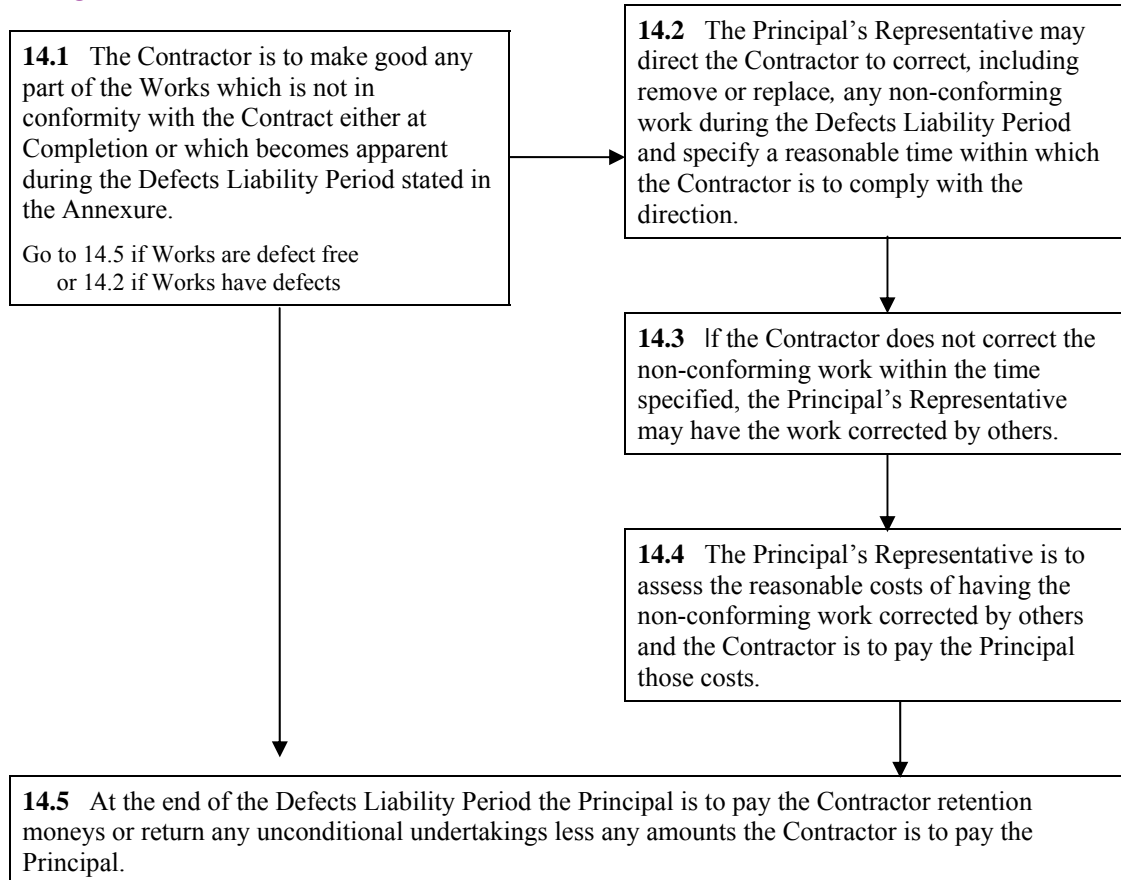 14.1 The Contractor is to make good any
part of the Works which is not in
conformity with the Contract either at
Completion or which becomes apparent
during the Defects Liability Period stated in
the Annexure.
Go to 14.5 if Works are defect free
or 14.2 if Works have defects
14.2 The Principal’s Representative may
direct the Contractor to correct, including
remove or replace, any non-conforming
work during the Defects Liability Period
and specify a reasonable time within which
the Contractor is to comply with the
direction.
14.3 If the Contractor does not correct the
non-conforming work within the time
specified, the Principal’s Representative
may have the work corrected by others.
14.4 The Principal’s Representative is to
assess the reasonable costs of having the
non-conforming work corrected by others
and the Contractor is to pay the Principal
those costs.
14.5 At the end of the Defects Liability Period the Principal is to pay the Contractor retention
moneys or return any unconditional undertakings less any amounts the Contractor is to pay the
Principal.